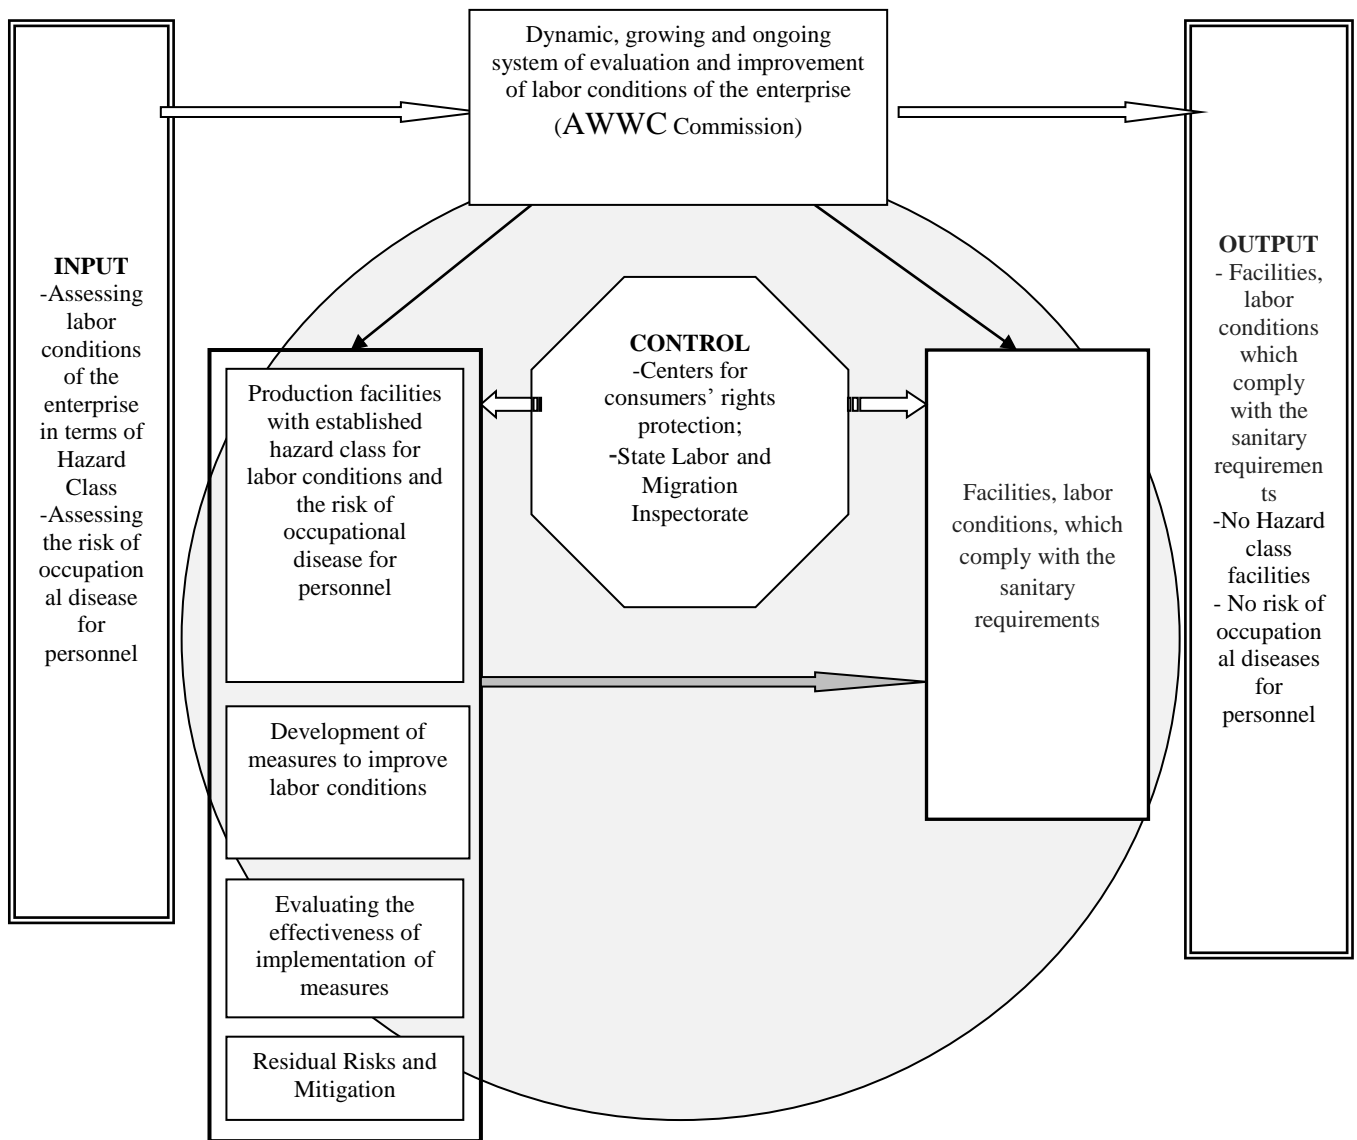 Dynamic, growing and ongoing
system of evaluation and improvement
of labor conditions of the enterprise
(AWWC Commission)
INPUT
-Assessing
labor
conditions
of the
enterprise
in terms of
Hazard
Class
-Assessing
the risk of
occupation
al disease
for
personnel
CONTROL
-Centers for
consumers’ rights
protection;
-State Labor and
Migration
Inspectorate
Production facilities
with established
hazard class for
labor conditions and
the risk of
occupational
disease for
personnel
Development of
measures to improve
labor conditions
Evaluating the
effectiveness of
implementation of
measures
Residual Risks and
Mitigation
Facilities, labor
conditions, which
comply with the
sanitary
requirements
OUTPUT
- Facilities,
labor
conditions
which
comply
with the
sanitary
requiremen
ts
-No Hazard
class
facilities
- No risk of
occupation
al diseases
for
personnel